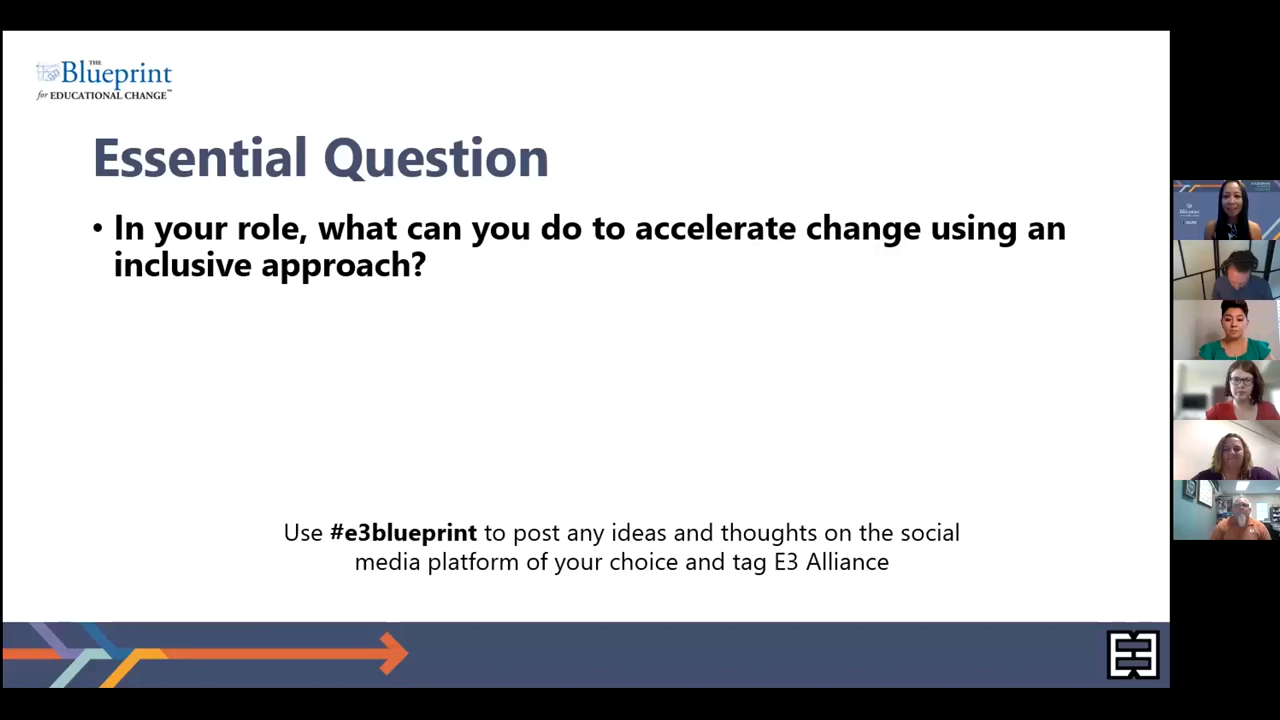 THE
Blueprint
for EDUCATIONAL CHANGE™
Essential Question
• In your role, what can you do to accelerate change using an
inclusive approach?
Use #e3blueprint to post any ideas and thoughts on the social
media platform of your choice and tag E3 Alliance